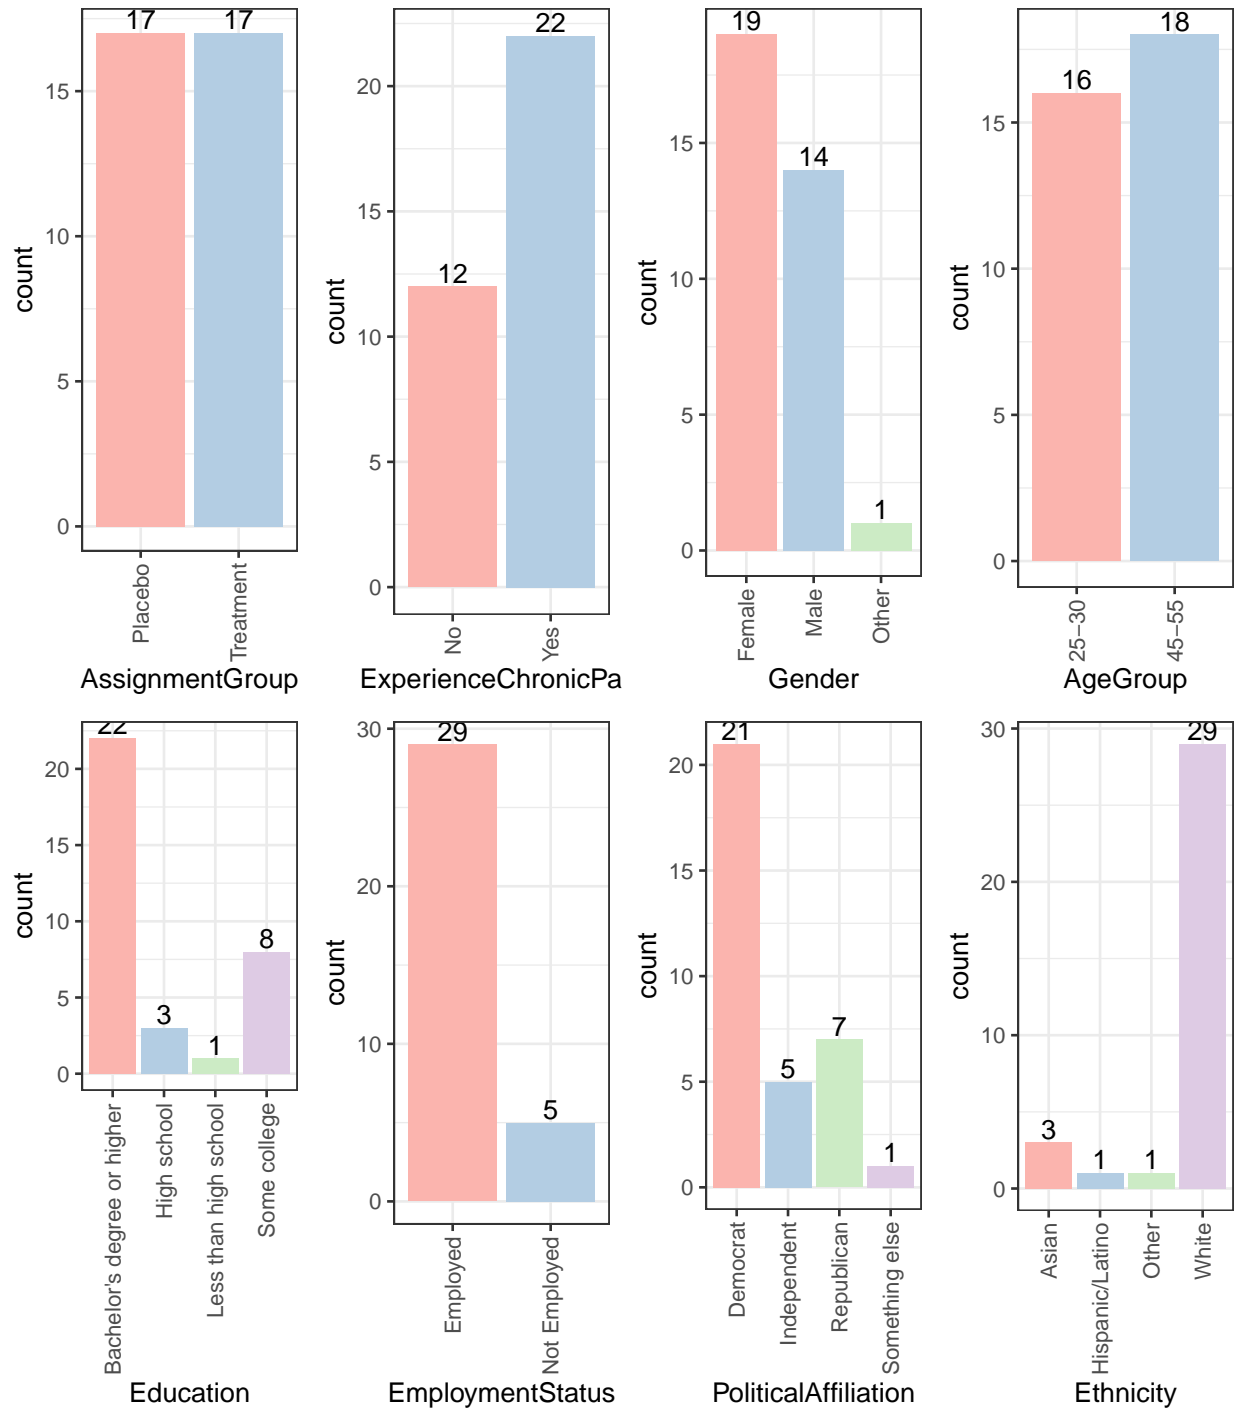 17 17
15
10
5
0
count
Placebo
Treatment
AssignmentGroup
22
12
20
15
10
5
0
count
No
Yes
ExperienceChronicPa
19
14
1
15
10
5
0
count
Female
Male
Other
Gender
16
18
15
10
5
0
count
25−30
45−55
AgeGroup
22
3
1
8
20
15
10
5
0
count
Bachelor's degree or higher
High school
Less than high school
Some college
Education
29
5
30
20
10
0
count
Employed
Not Employed
EmploymentStatus
21
5
7
1
20
15
10
5
0
count
Democrat
Independent
Republican
Something else
PoliticalAffiliation
3
1
1
29
30
20
10
0
count
Asian
Hispanic/Latino
Other
White
Ethnicity